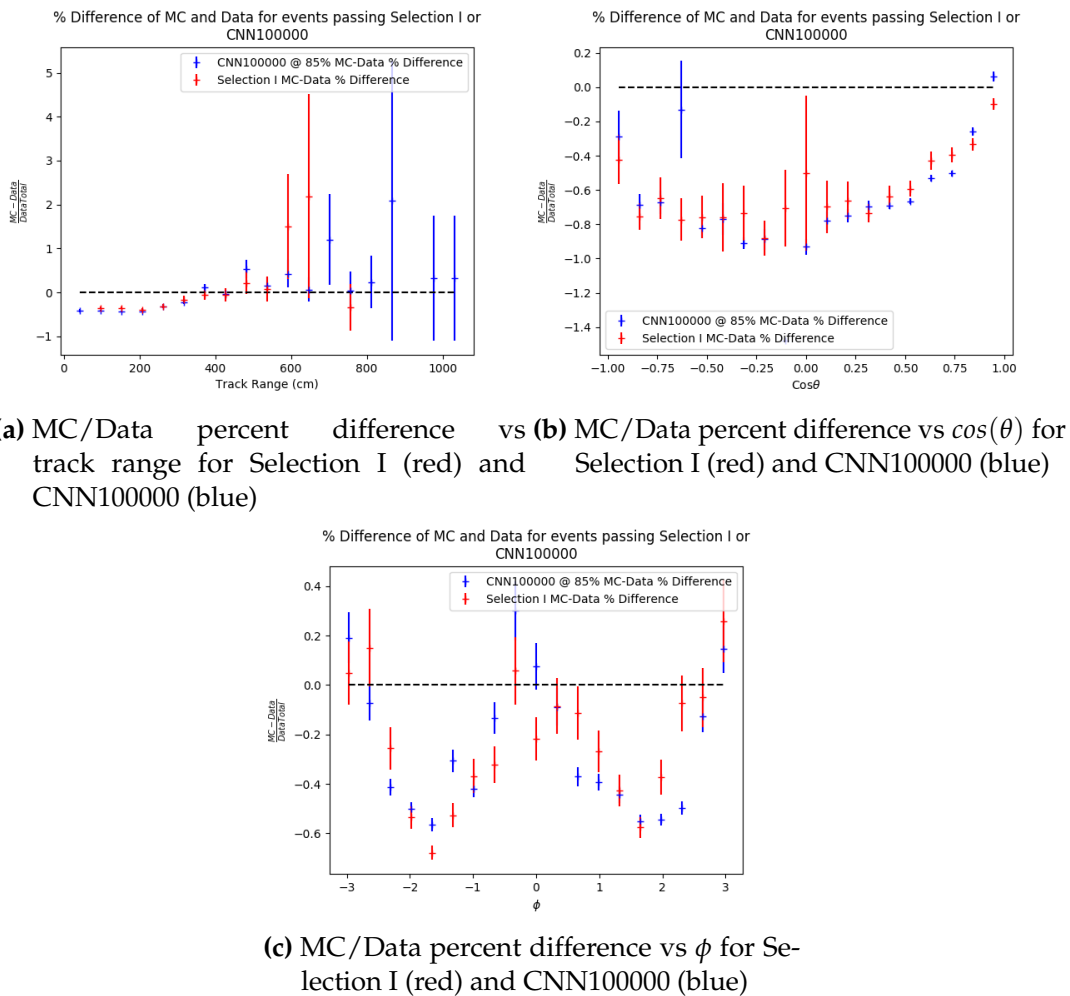 % Difference of MC and Data for events passing Selection I or
CNN100000
CNN100000 @ 85% MC-Data % Difference
Selection I MC-Data % Difference
5
4
3
2
1
0
−1
MC−Data
DataTotal
0
200
400
600
800
1000
Track Range (cm)
(a) MC/Data percent difference vs
track range for Selection I (red) and
CNN100000 (blue)
% Difference of MC and Data for events passing Selection I or
CNN100000
0.2
0.0
−0.2
−0.4
−0.6
−0.8
−1.0
−1.2
−1.4
MC−Data
DataTotal
CNN100000 @ 85% MC-Data % Difference
Selection I MC-Data % Difference
−1.00
−0.75
−0.50
−0.25
0.00
0.25
0.50
0.75
1.00
Cosθ
(b) MC/Data percent difference vs cos(θ) for
Selection I (red) and CNN100000 (blue)
% Difference of MC and Data for events passing Selection I or
CNN100000
CNN100000 @ 85% MC-Data % Difference
Selection I MC-Data % Difference
0.4
0.2
0.0
−0.2
−0.4
−0.6
MC−Data
DataTotal
−3
−2
−1
0
1
2
3
ϕ
(c) MC/Data percent difference vs ϕ for Se-
lection I (red) and CNN100000 (blue)